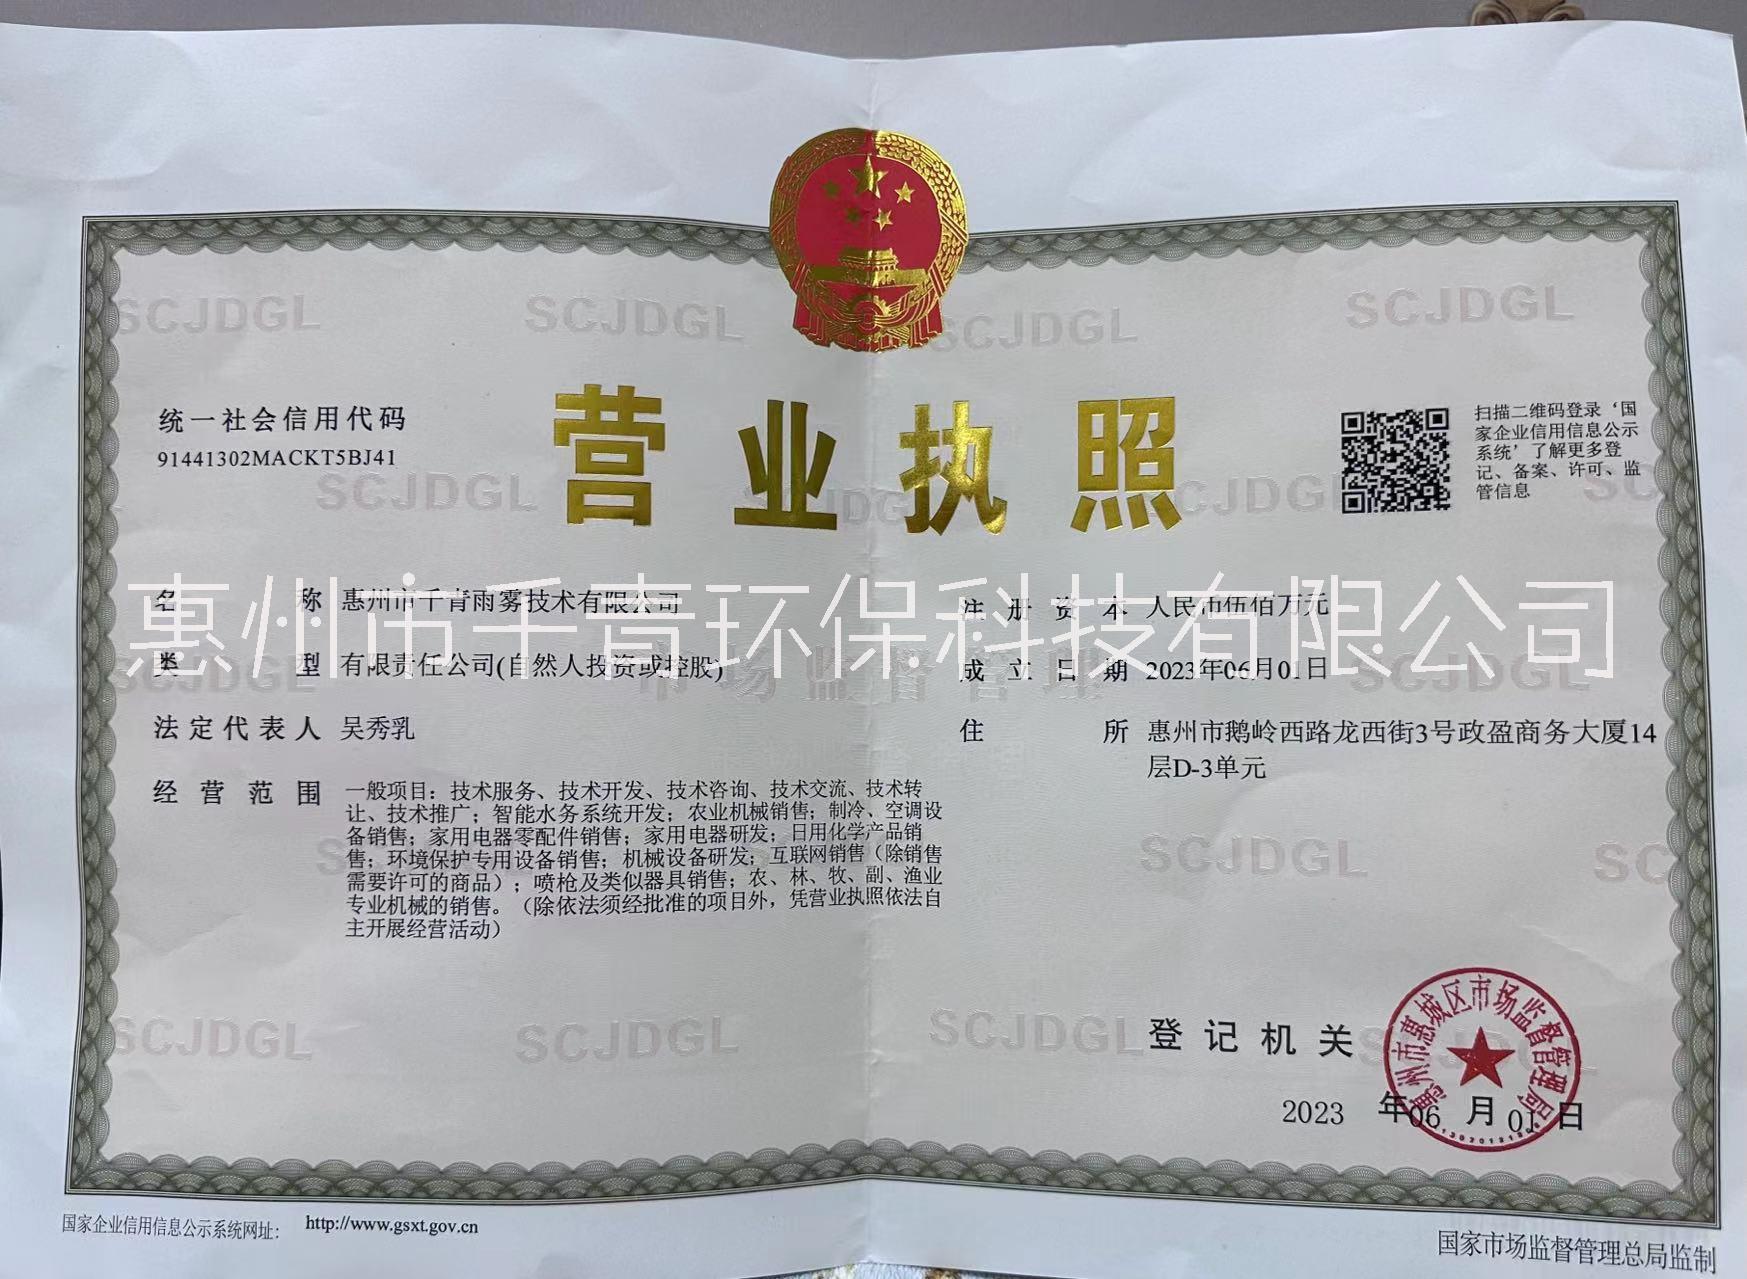 营业执照
统一社会信用代码
91441302MACKT5BJ41
扫描二维码登录‘国
家企业信用信息公示
系统’了解更多登
记、备案、许可、监
管信息
惠州市千青环保科技有限公司
名称 惠州市千青雨雾技术有限公司
类型 有限责任公司(自然人投资或控股)
法定代表人 吴秀乳
经营范围 一般项目：技术服务、技术开发、技术咨询、技术交流、技术转
让、技术推广；智能水务系统开发；农业机械销售；制冷、空调设
备销售；家用电器零配件销售；家用电器研发；日用化学产品销
售；环境保护专用设备销售；机械设备研发；互联网销售（除销售
需要许可的商品）；喷枪及类似器具销售；农、林、牧、副、渔业
专业机械的销售。（除依法须经批准的项目外，凭营业执照依法自
主开展经营活动）
注册资本 人民币伍佰万元
成立日期 2023年06月01日
住所 惠州市鹅岭西路龙西街3号政盈商务大厦14
层D-3单元
登记机关
惠州市惠城区市场监督管理局
2023 年06 月01日
国家企业信用信息公示系统网址： http://www.gsxt.gov.cn
国家市场监督管理总局监制
SCJDGL
SCJDGL
SCJDGL
SCJDGL
SCJDGL
SCJDGL
SCJDGL
市场监督管理
SCJDGL
SCJDGL
SCJDGL
SCJDGL